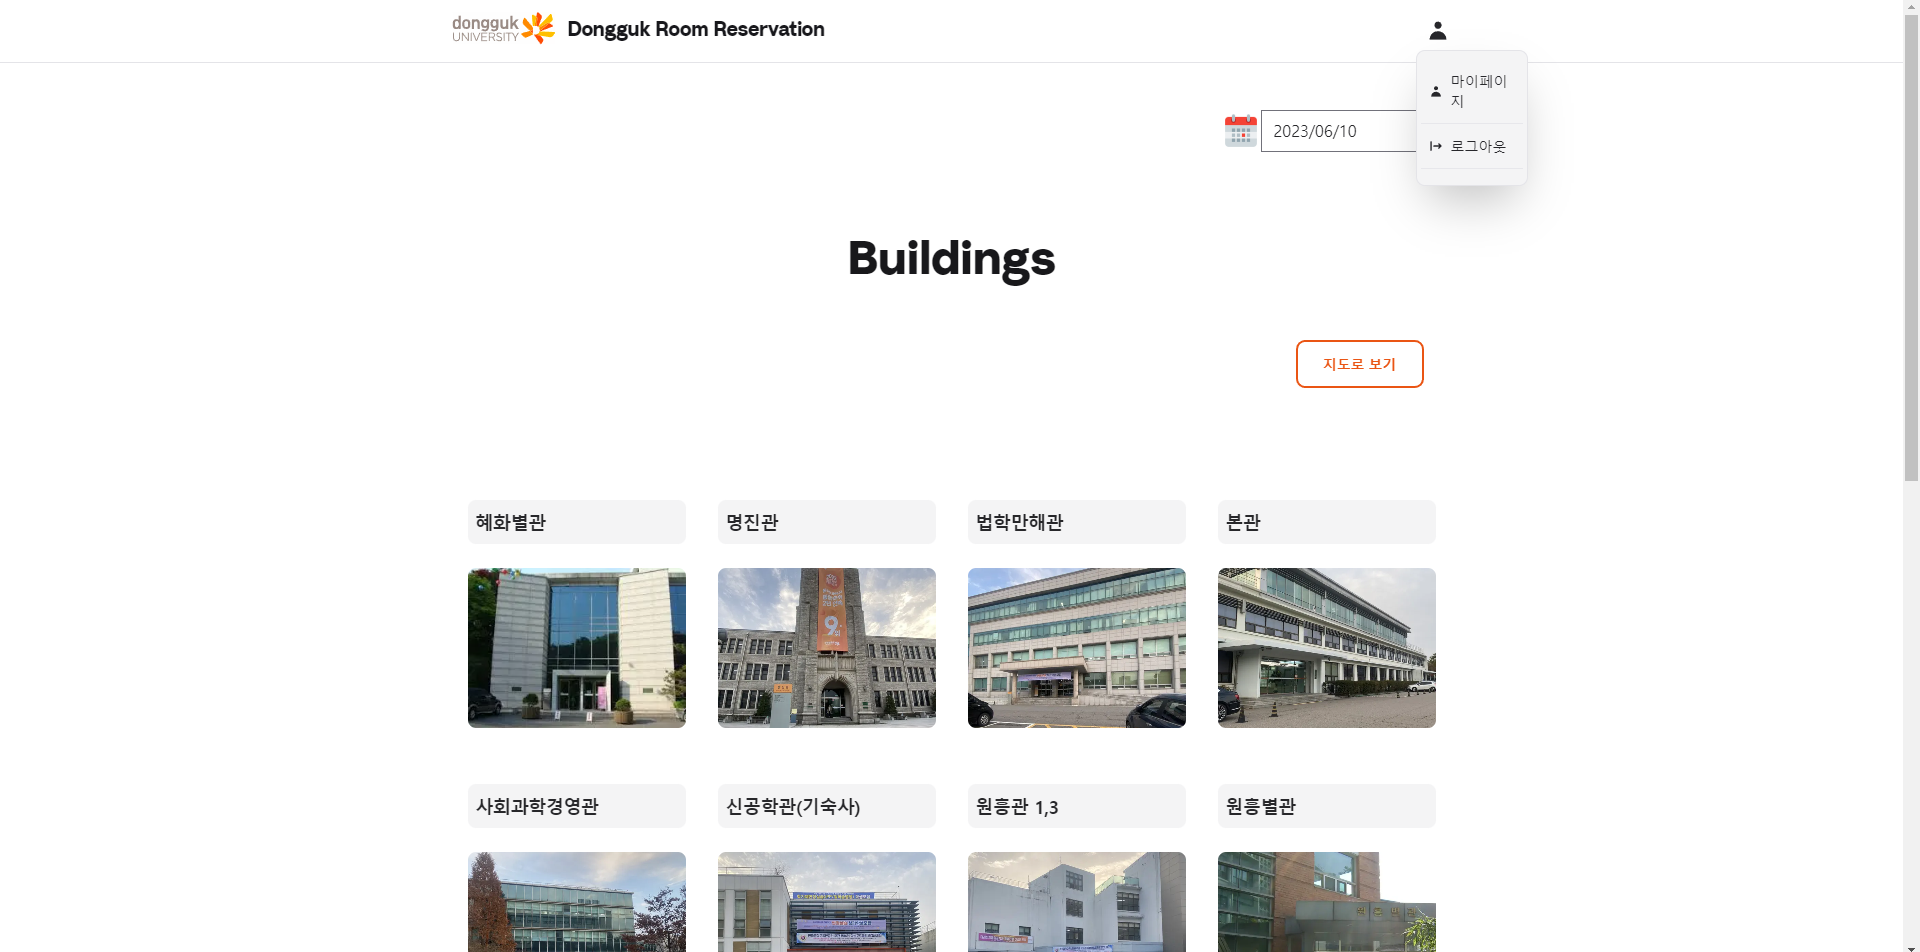 dongguk
UNIVERSITY
Dongguk Room Reservation
마이페이
지
로그아웃
2023/06/10
Buildings
지도로 보기
혜화별관
명진관
법학만해관
본관
9
사회과학경영관
신공학관(기숙사)
원흥관 1,3
원흥별관